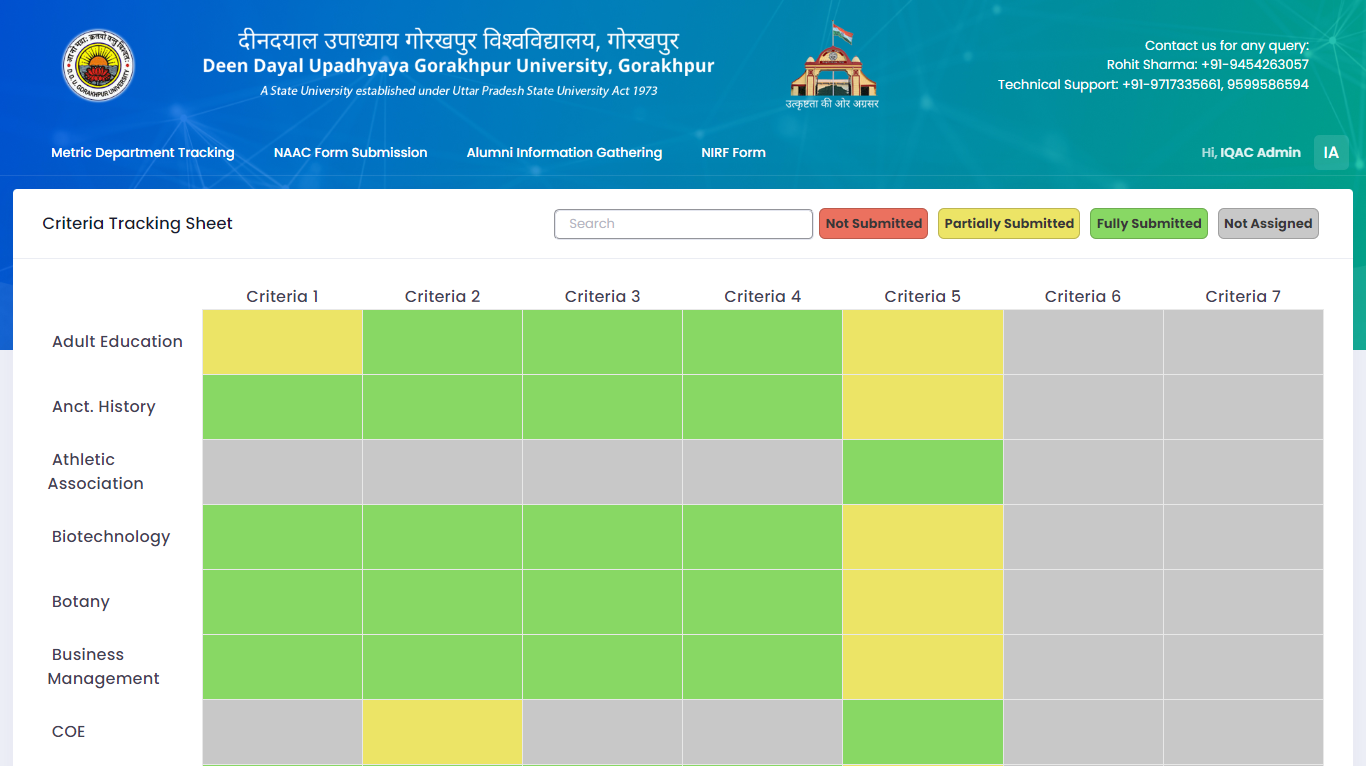 दीनदयाल उपाध्याय गोरखपुर विश्वविद्यालय, गोरखपुर
Deen Dayal Upadhyaya Gorakhpur University, Gorakhpur
A State University established under Uttar Pradesh State University Act 1973
D.D.U. GORAKHPUR UNIVERSITY
उत्कृष्टता की ओर अग्रसर
Contact us for any query:
Rohit Sharma: +91-9454263057
Technical Support: +91-9717335661, 9599586594
Metric Department Tracking NAAC Form Submission Alumni Information Gathering NIRF Form Hi, IQAC Admin IA
Criteria Tracking Sheet Search Not Submitted Partially Submitted Fully Submitted Not Assigned
Criteria 1 Criteria 2 Criteria 3 Criteria 4 Criteria 5 Criteria 6 Criteria 7
Adult Education
Anct. History
Athletic
Association
Biotechnology
Botany
Business
Management
COE